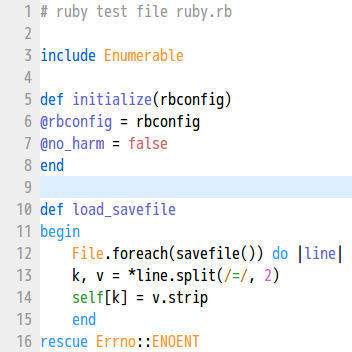 1 # ruby test file ruby.rb
2
3 include Enumerable
4
5 def initialize(rbconfig)
6 @rbconfig = rbconfig
7 @no_harm = false
8 end
9
10 def load_savefile
11 begin
12     File.foreach(savefile()) do |line|
13     k, v = *line.split(/=/, 2)
14     self[k] = v.strip
15     end
16 rescue Errno::ENOENT